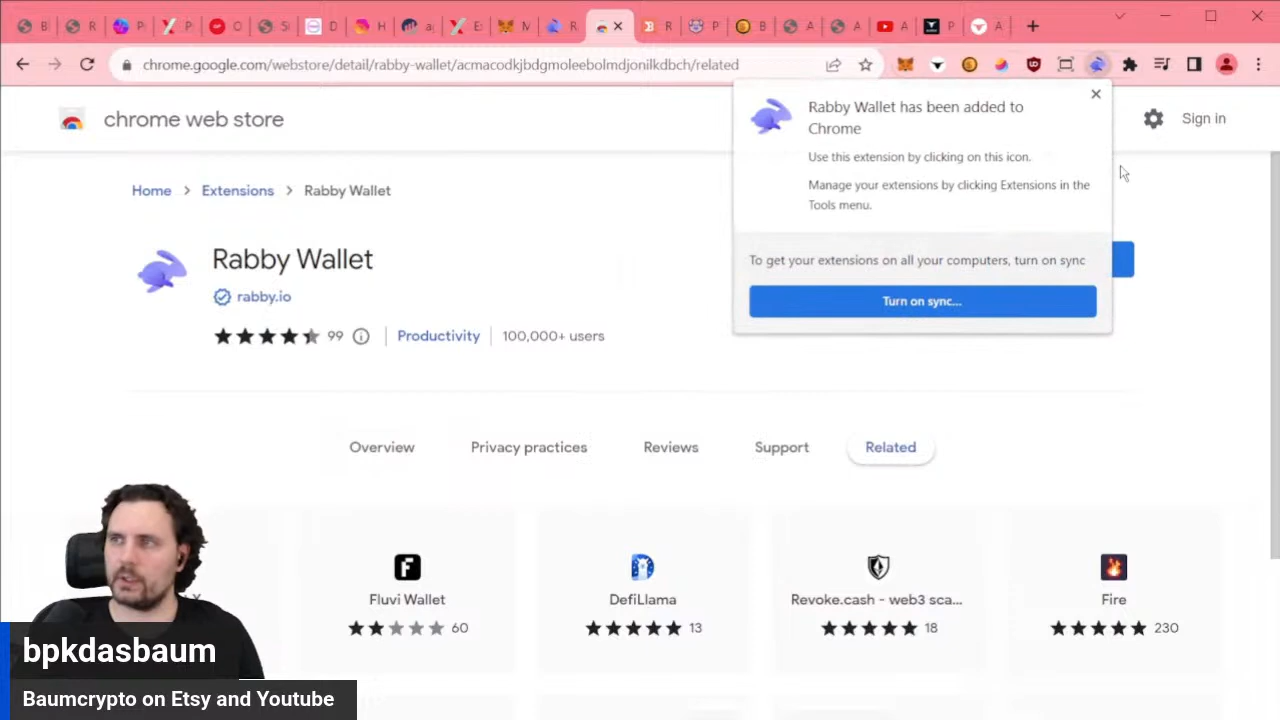 chrome.google.com/webstore/detail/rabby-wallet/acmacodkjbdgmoleebolmdjonilkdbch/related
chrome web store
Sign in
Rabby Wallet has been added to
Chrome
Use this extension by clicking on this icon.
Manage your extensions by clicking Extensions in the
Tools menu.
To get your extensions on all your computers, turn on sync
Turn on sync...
Home > Extensions > Rabby Wallet
Rabby Wallet
rabby.io
99 Productivity 100,000+ users
Overview Privacy practices Reviews Support Related
Fluvi Wallet DefiLlama Revoke.cash - web3 sca... Fire
60 13 18 230
bpkdasbaum
Baumcrypto on Etsy and Youtube